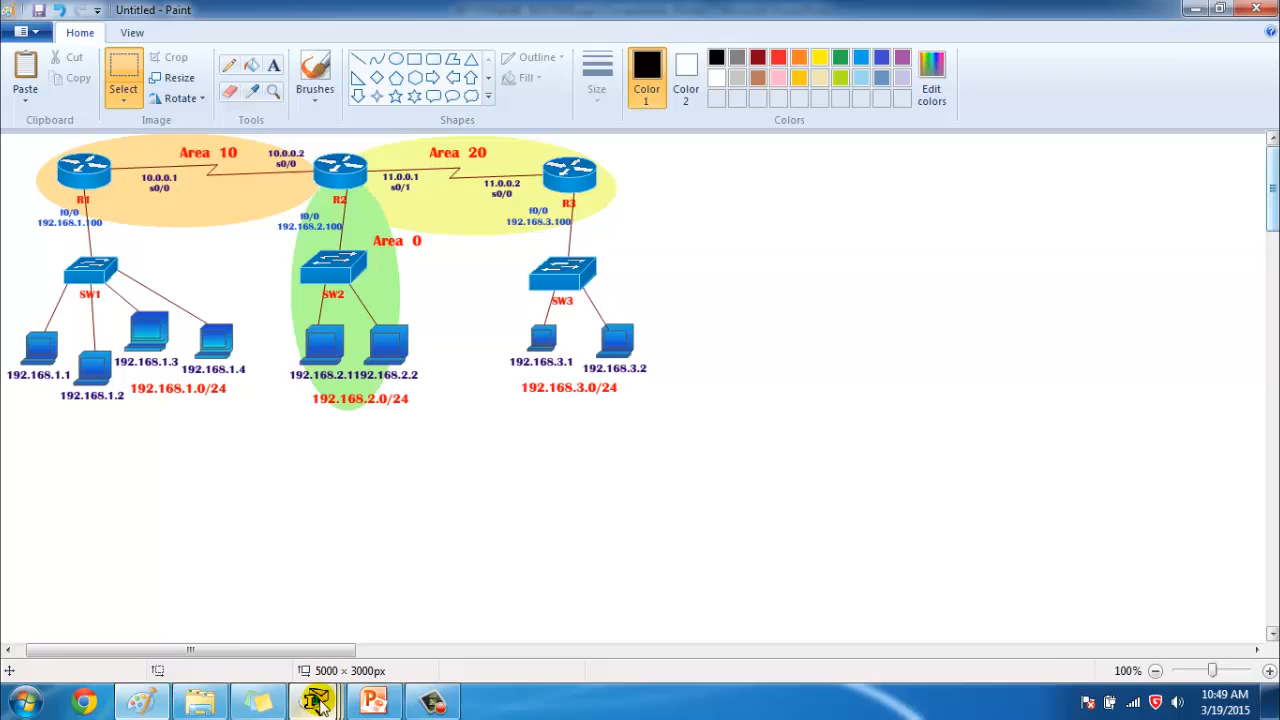 Untitled - Paint
Home View
Paste
Cut
Copy
Clipboard
Select
Crop
Resize
Rotate
Image
Tools
Brushes
Shapes
Outline
Fill
Size
Color 1
Color 2
Edit colors
Colors
Area 10
10.0.0.1
s0/0
10.0.0.2
s0/0
Area 20
11.0.0.1
s0/1
11.0.0.2
s0/0
R1
R2
R3
f0/0
192.168.1.100
f0/0
192.168.2.100
f0/0
192.168.3.100
Area 0
SW1
SW2
SW3
192.168.1.1
192.168.1.2
192.168.1.3
192.168.1.4
192.168.1.0/24
192.168.2.1
192.168.2.2
192.168.2.0/24
192.168.3.1
192.168.3.2
192.168.3.0/24
5000 × 3000px
100%
10:49 AM
3/19/2015